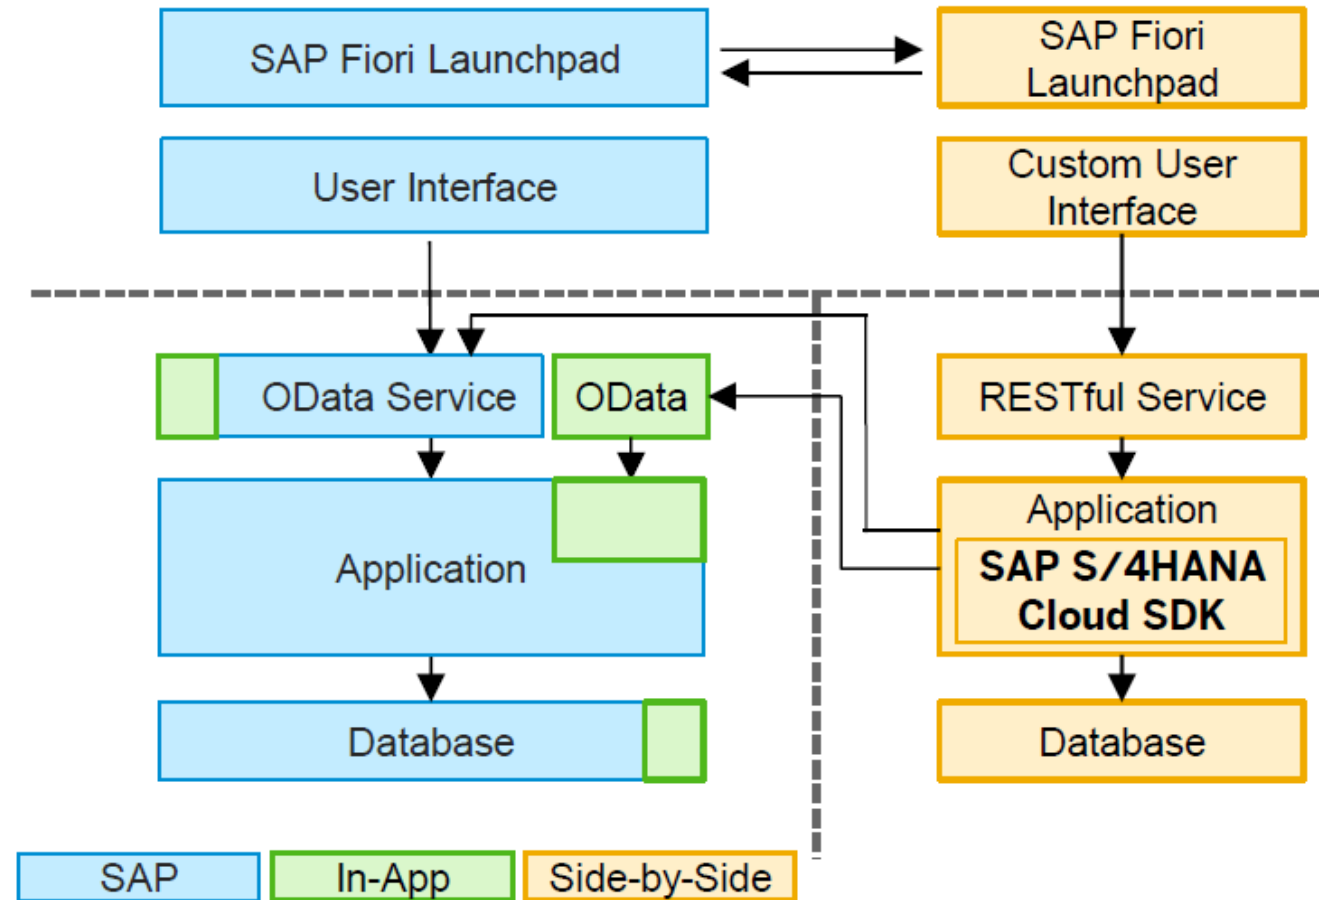 SAP Fiori Launchpad
SAP Fiori
Launchpad
User Interface
Custom User
Interface
OData Service
OData
RESTful Service
Application
Application
SAP S/4HANA
Cloud SDK
Database
Database
SAP
In-App
Side-by-Side